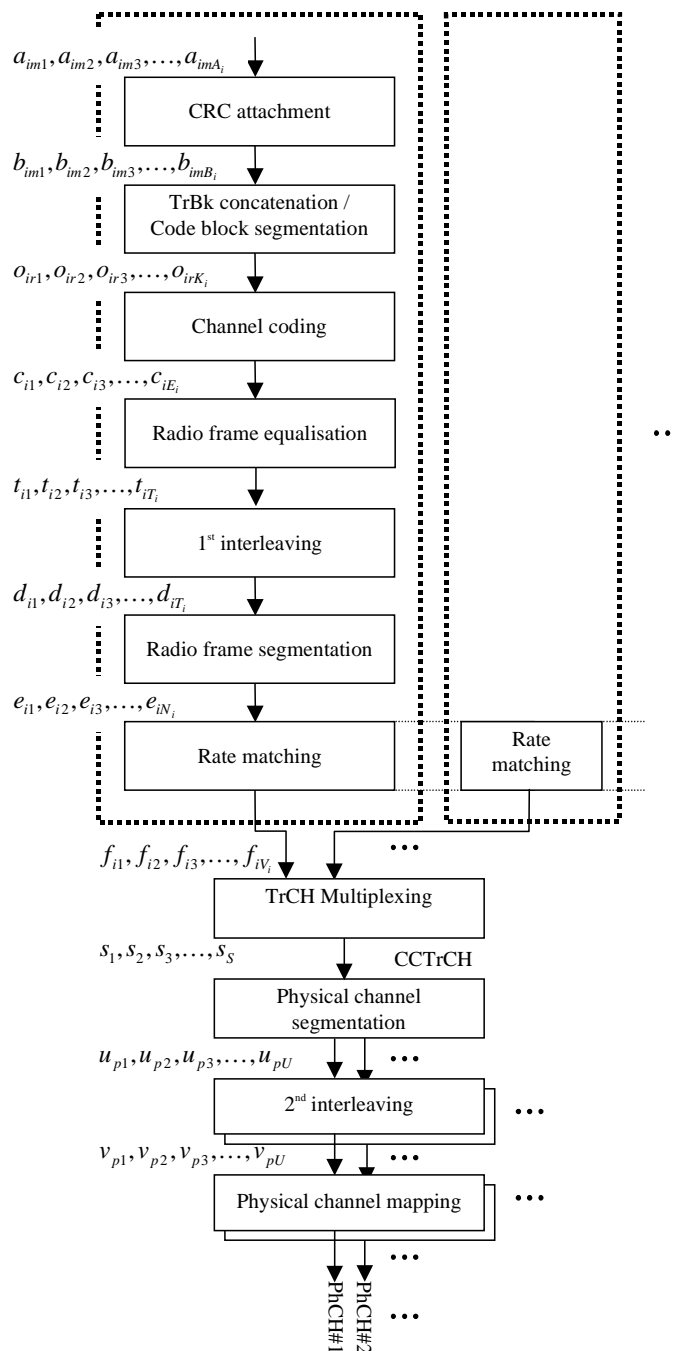 a_{im1}, a_{im2}, a_{im3},…, a_{imA_i}
CRC attachment
b_{im1}, b_{im2}, b_{im3},…, b_{imB_i}
TrBk concatenation /
Code block segmentation
o_{ir1}, o_{ir2}, o_{ir3},…, o_{irK_i}
Channel coding
c_{i1}, c_{i2}, c_{i3},…, c_{iE_i}
Radio frame equalisation
t_{i1}, t_{i2}, t_{i3},…, t_{iT_i}
1st interleaving
d_{i1}, d_{i2}, d_{i3},…, d_{iT_i}
Radio frame segmentation
e_{i1}, e_{i2}, e_{i3},…, e_{iN_i}
Rate matching
Rate
matching
f_{i1}, f_{i2}, f_{i3},…, f_{iV_i}
TrCH Multiplexing
s_1, s_2, s_3,…, s_S
CCTrCH
Physical channel
segmentation
u_{p1}, u_{p2}, u_{p3},…, u_{pU}
2nd interleaving
v_{p1}, v_{p2}, v_{p3},…, v_{pU}
Physical channel mapping
PhCH#1
PhCH#2